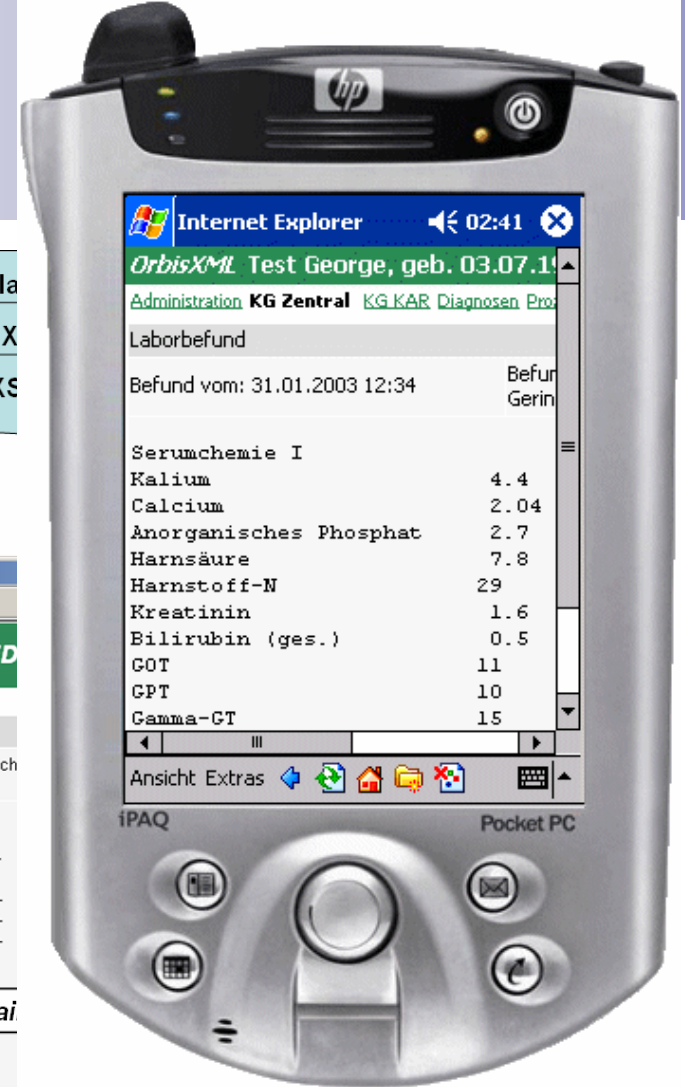 hp
Internet Explorer 02:41
OrbisXML Test George, geb. 03.07.1
Administration KG Zentral KG KAR Diagnosen
Laborbefund
Befund vom: 31.01.2003 12:34
Serumchemie I
Kalium 4.4
Calcium 2.04
Anorganisches Phosphat 2.7
Harnsäure 7.8
Harnstoff-N 29
Kreatinin 1.6
Bilirubin (ges.) 0.5
GOT 11
GPT 10
Gamma-GT 15
Ansicht Extras
iPAQ Pocket PC